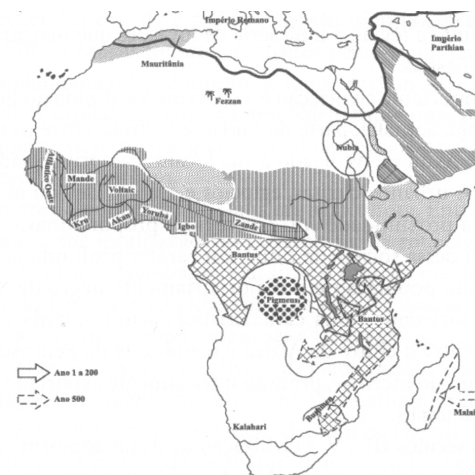 Império Romano
Império
Parthian
Mauritânia
Fezzan
Nubia
Atlântico Oeste
Mande
Voltaic
Kru
Akan
Yoruba
Igbo
Zande
Bantus
Pigmeus
Bantus
Ano 1 a 200
Ano 500
Kalahari